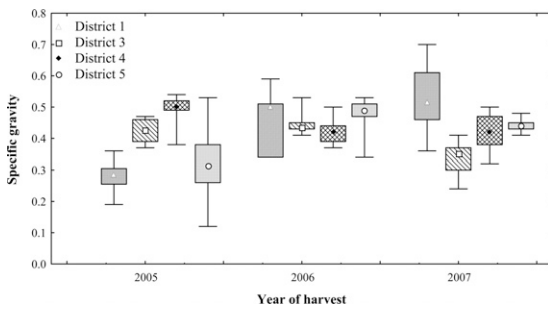 0.8
0.7
0.6
0.5
0.4
0.3
0.2
0.1
0.0
Specific gravity
District 1
District 3
District 4
District 5
2005
2006
2007
Year of harvest